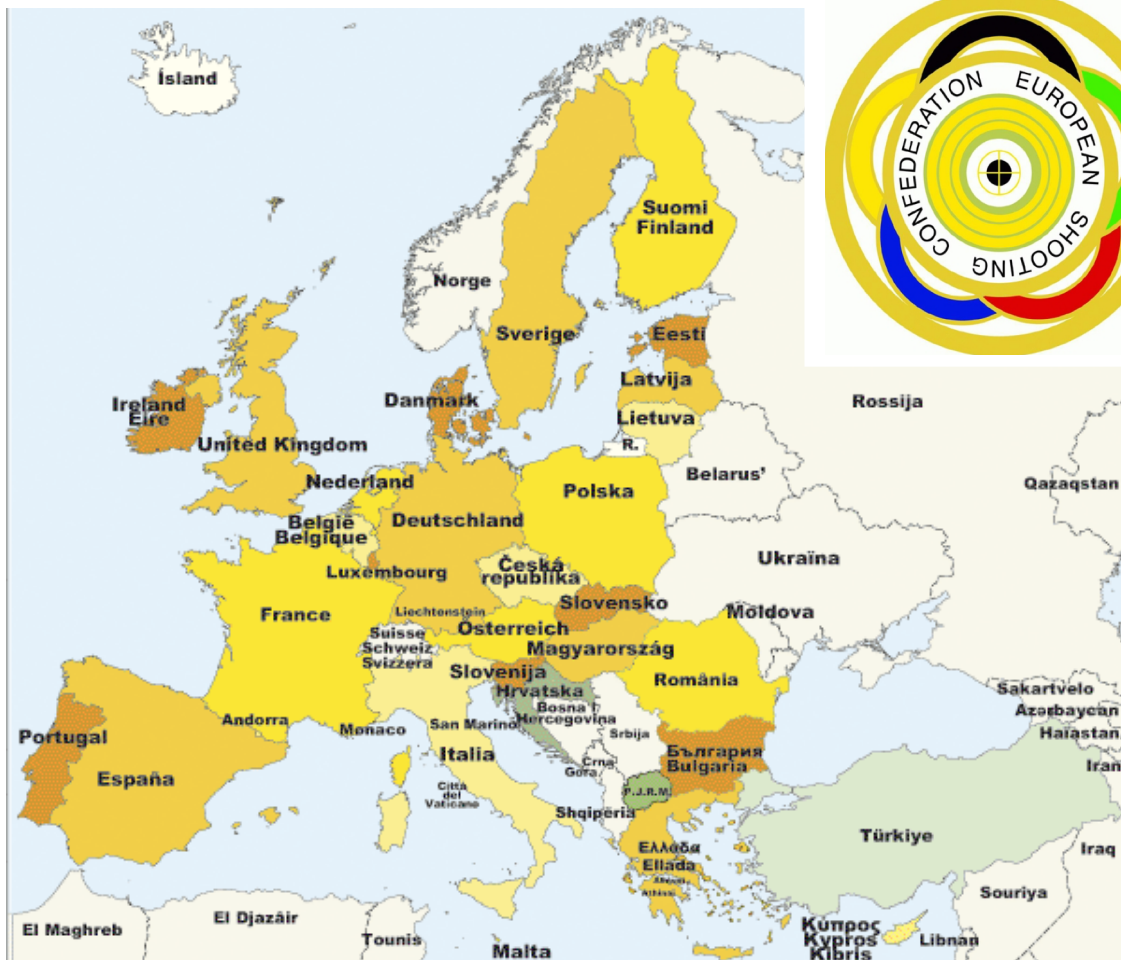 Ísland
CONFEDERATION EUROPEAN SHOOTING
Suomi
Finland
Norge
Sverige
Eesti
Latvija
Ireland
Eire
Danmark
Rossija
Lietuva
United Kingdom
R.
Belarus'
Nederland
Polska
Qazaqstan
België
Belgique
Deutschland
Česká
republika
Ukraïna
Luxembourg
Slovensko
France
Liechtenstein
Moldova
Österreich
Suisse
Schweiz
Svizzera
Magyarország
Slovenija
România
Hrvatska
Sakartvelo
Bosna i
Hercegovina
Azərbaycan
Andorra
Monaco
San Marino
Srbija
Haïastan
Portugal
Italia
България
Bulgaria
Crna
Gora
Iran
España
Città
del
Vaticano
P.J.R.M.
Shqipëria
Türkiye
Ελλάδα
Ellada
Iraq
Souriya
El Maghreb
El Djazâir
Tounis
Malta
Κύπρος
Kypros
Kibris
Libnan